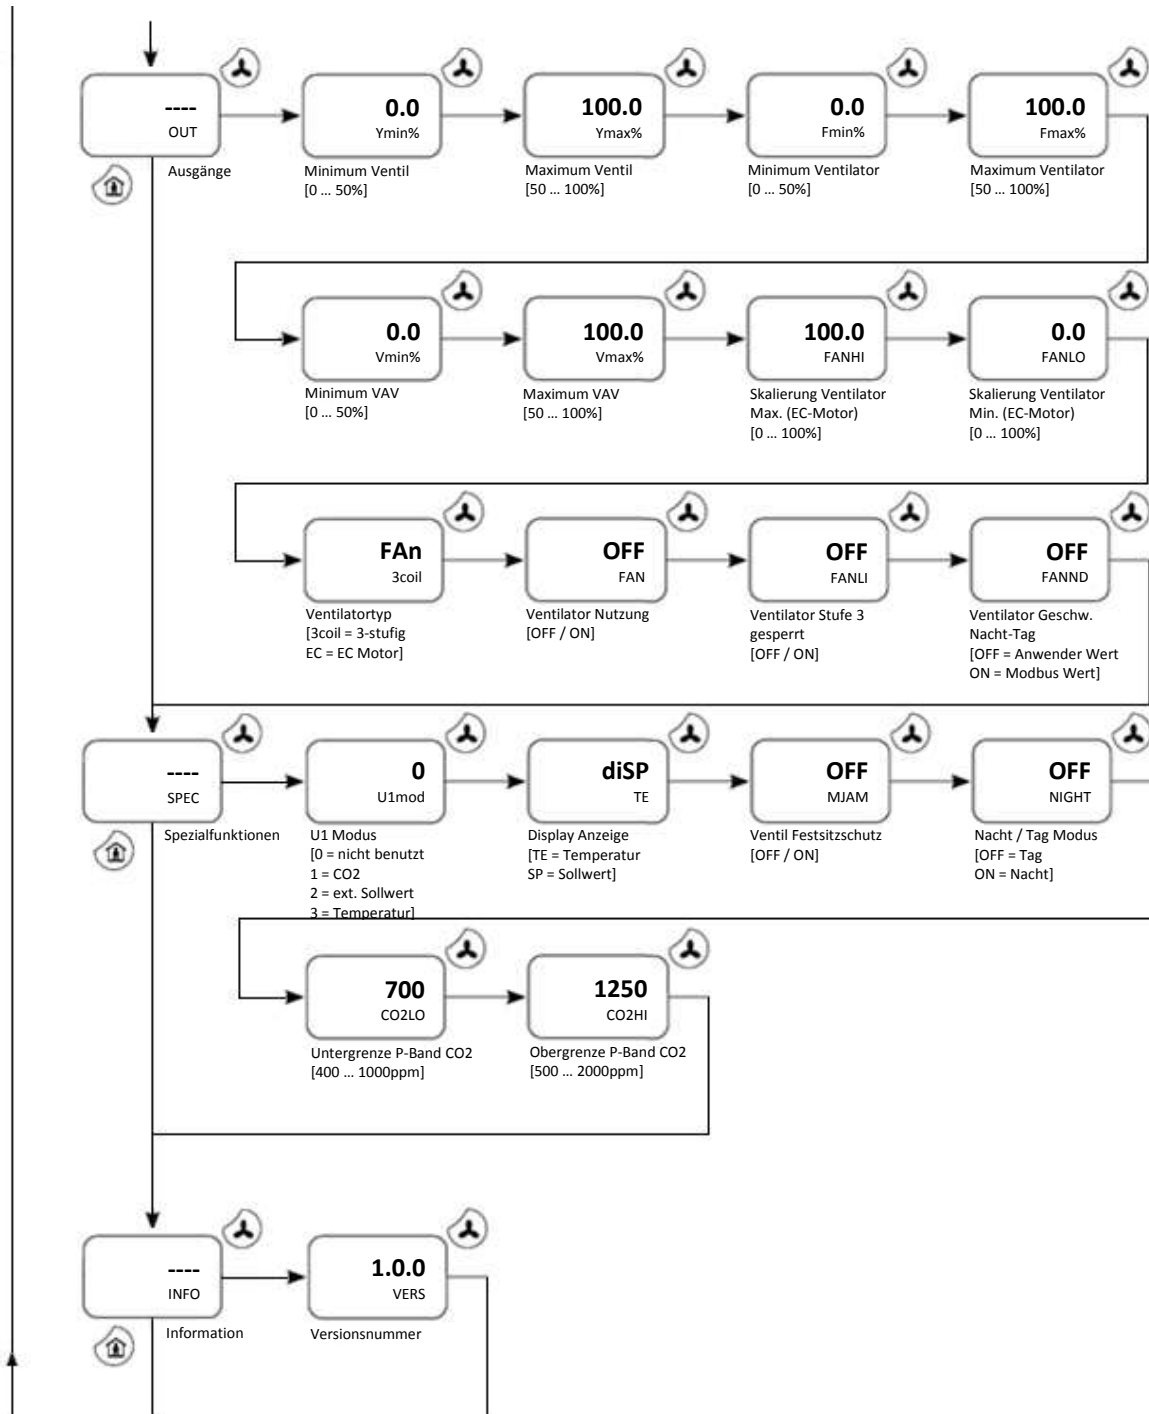 ----
OUT
Ausgänge
0.0
Ymin%
Minimum Ventil
[0 ... 50%]
100.0
Ymax%
Maximum Ventil
[50 ... 100%]
0.0
Fmin%
Minimum Ventilator
[0 ... 50%]
100.0
Fmax%
Maximum Ventilator
[50 ... 100%]
0.0
Vmin%
Minimum VAV
[0 ... 50%]
100.0
Vmax%
Maximum VAV
[50 ... 100%]
100.0
FANHI
Skalierung Ventilator
Max. (EC-Motor)
[0 ... 100%]
0.0
FANLO
Skalierung Ventilator
Min. (EC-Motor)
[0 ... 100%]
FAn
3coil
Ventilatortyp
[3coil = 3-stufig
EC = EC Motor]
OFF
FAN
Ventilator Nutzung
[OFF / ON]
OFF
FANLI
Ventilator Stufe 3
gesperrt
[OFF / ON]
OFF
FANND
Ventilator Geschw.
Nacht-Tag
[OFF = Anwender Wert
ON = Modbus Wert]
----
SPEC
Spezialfunktionen
0
U1mod
U1 Modus
[0 = nicht benutzt
1 = CO2
2 = ext. Sollwert
3 = Temperatur]
diSP
TE
Display Anzeige
[TE = Temperatur
SP = Sollwert]
OFF
MJAM
Ventil Festsitzschutz
[OFF / ON]
OFF
NIGHT
Nacht / Tag Modus
[OFF = Tag
ON = Nacht]
700
CO2LO
Untergrenze P-Band CO2
[400 ... 1000ppm]
1250
CO2HI
Obergrenze P-Band CO2
[500 ... 2000ppm]
----
INFO
Information
1.0.0
VERS
Versionsnummer